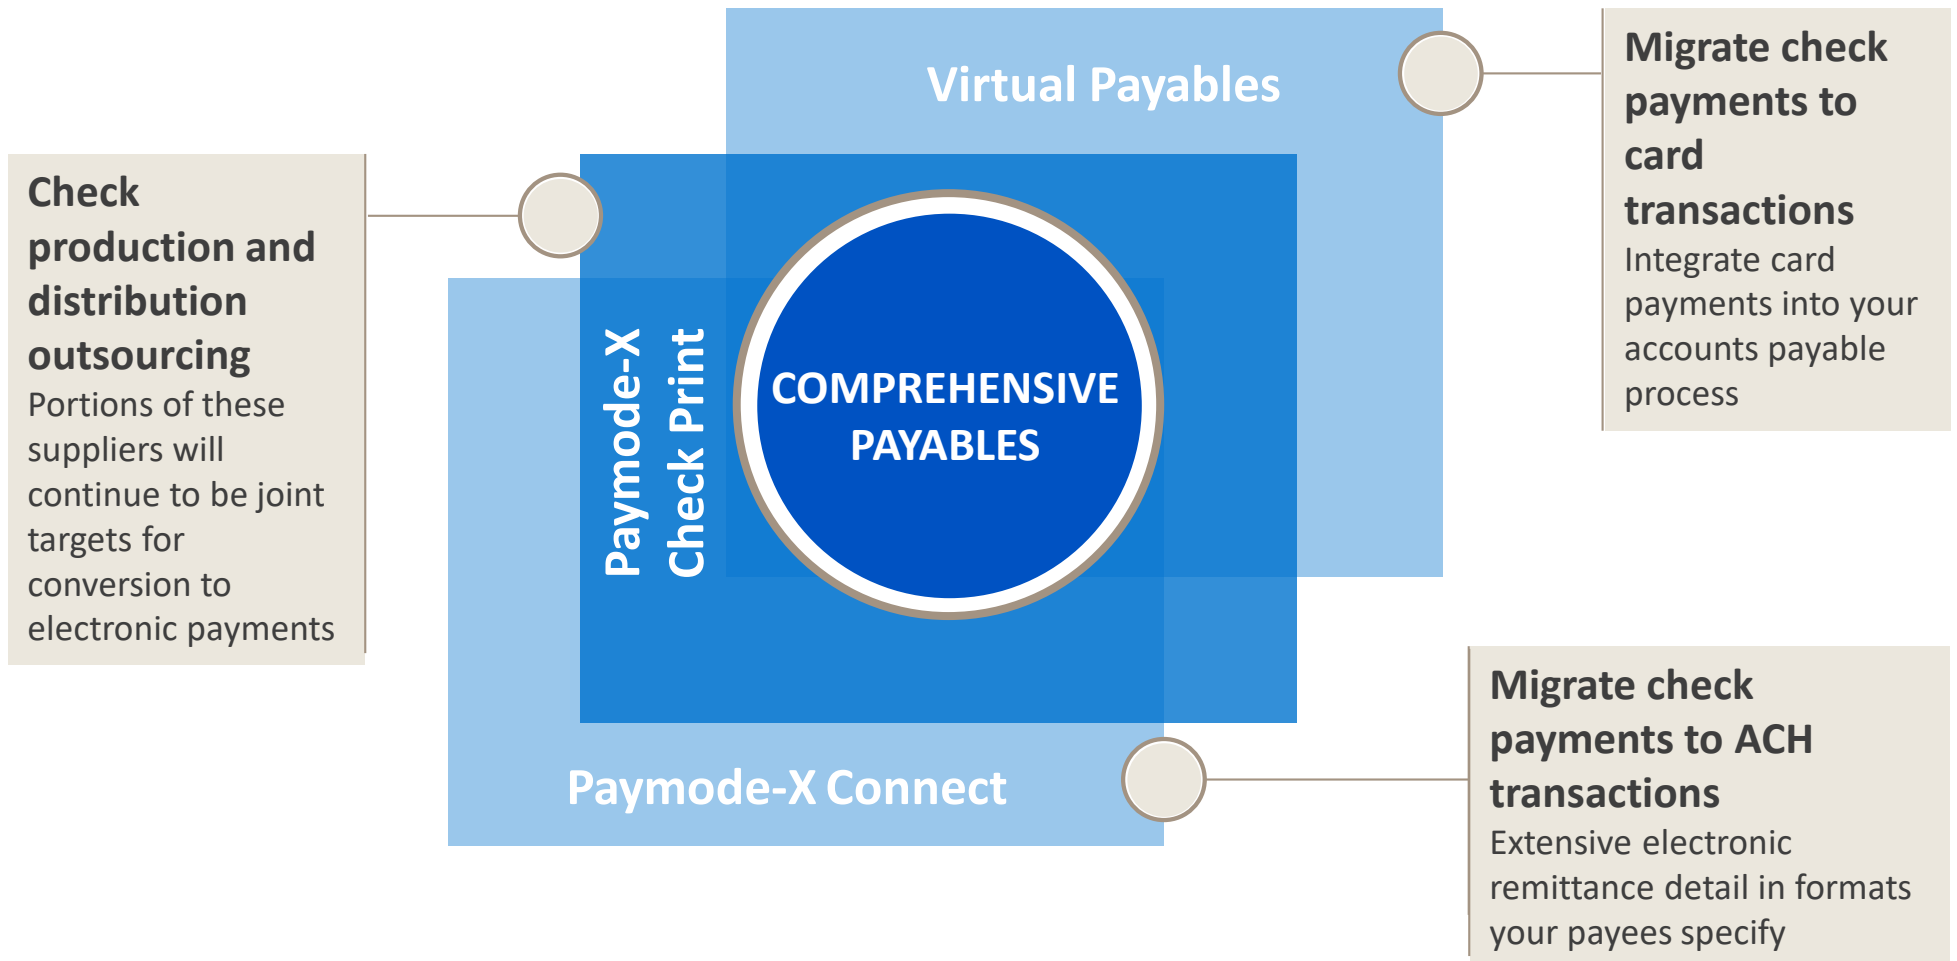 Virtual Payables
Migrate check
payments to
card
transactions
Integrate card
payments into your
accounts payable
process
Check
production and
distribution
outsourcing
Portions of these
suppliers will
continue to be joint
targets for
conversion to
electronic payments
Paymode-X
Check Print
COMPREHENSIVE
PAYABLES
Paymode-X Connect
Migrate check
payments to ACH
transactions
Extensive electronic
remittance detail in formats
your payees specify